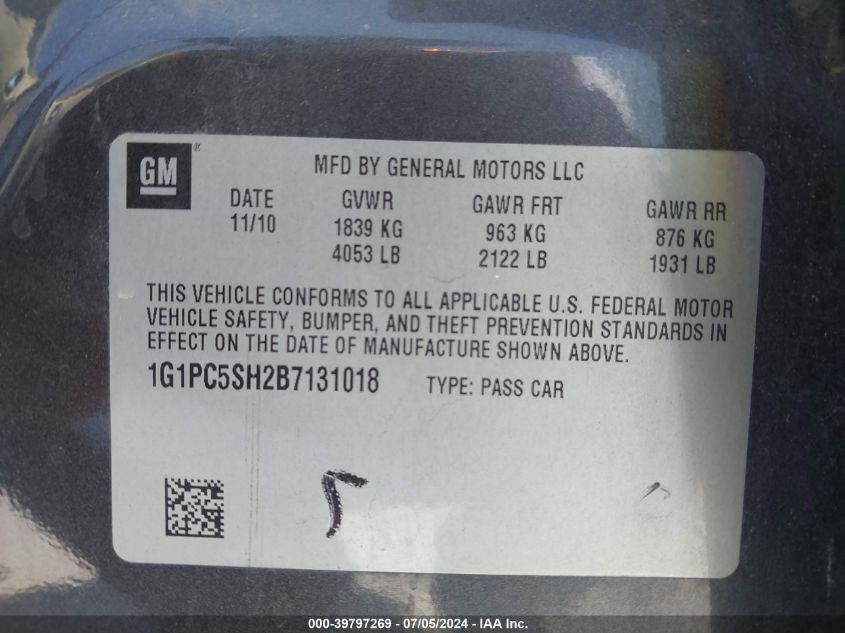 GM ®
MFD BY GENERAL MOTORS LLC
DATE GVWR GAWR FRT GAWR RR
11/10 1839 KG 963 KG 876 KG
4053 LB 2122 LB 1931 LB
THIS VEHICLE CONFORMS TO ALL APPLICABLE U.S. FEDERAL MOTOR
VEHICLE SAFETY, BUMPER, AND THEFT PREVENTION STANDARDS IN
EFFECT ON THE DATE OF MANUFACTURE SHOWN ABOVE.
1G1PC5SH2B7131018 TYPE: PASS CAR
000-39797269 - 07/05/2024 - IAA Inc.